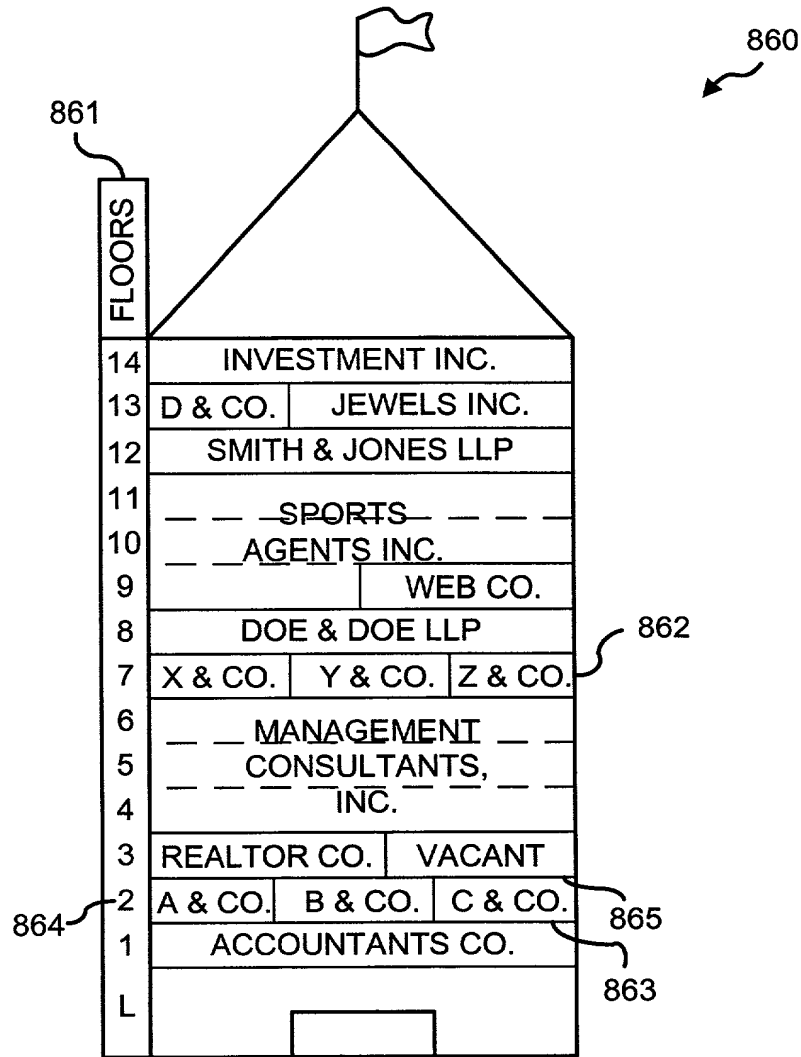 860
861
FLOORS
14 INVESTMENT INC.
13 D & CO. JEWELS INC.
12 SMITH & JONES LLP
11 SPORTS
10 AGENTS INC.
9 WEB CO.
8 DOE & DOE LLP
862
7 X & CO. Y & CO. Z & CO.
6 MANAGEMENT
5 CONSULTANTS,
4 INC.
3 REALTOR CO. VACANT
864 2 A & CO. B & CO. C & CO. 865
1 ACCOUNTANTS CO.
863
L